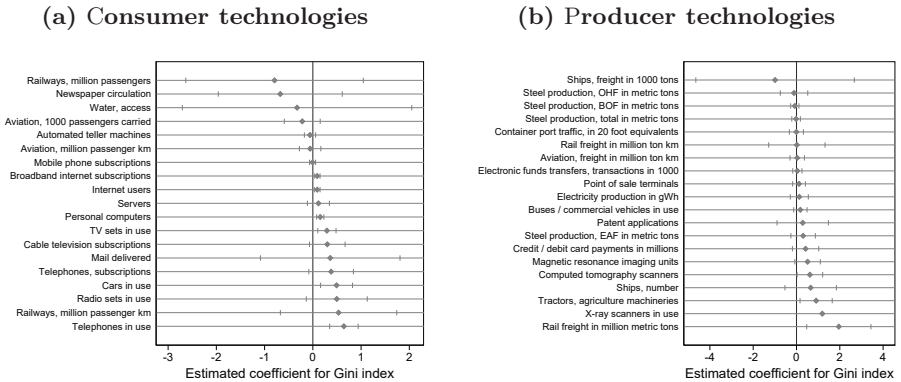 (a) Consumer technologies
Railways, million passengers
Newspaper circulation
Water, access
Aviation, 1000 passengers carried
Automated teller machines
Aviation, million passenger km
Mobile phone subscriptions
Broadband internet subscriptions
Internet users
Servers
Personal computers
TV sets in use
Cable television subscriptions
Mail delivered
Telephones, subscriptions
Cars in use
Radio sets in use
Railways, million passenger km
Telephones in use
-3 -2 -1 0 1 2
Estimated coefficient for Gini index
(b) Producer technologies
Ships, freight in 1000 tons
Steel production, OHF in metric tons
Steel production, BOF in metric tons
Steel production, total in metric tons
Container port traffic, in 20 foot equivalents
Rail freight in million ton km
Aviation, freight in million ton km
Electronic funds transfers, transactions in 1000
Point of sale terminals
Electricity production in gWh
Buses / commercial vehicles in use
Patent applications
Steel production, EAF in metric tons
Credit / debit card payments in millions
Magnetic resonance imaging units
Computed tomography scanners
Ships, number
Tractors, agriculture machineries
X-ray scanners in use
Rail freight in million metric tons
-4 -2 0 2 4
Estimated coefficient for Gini index